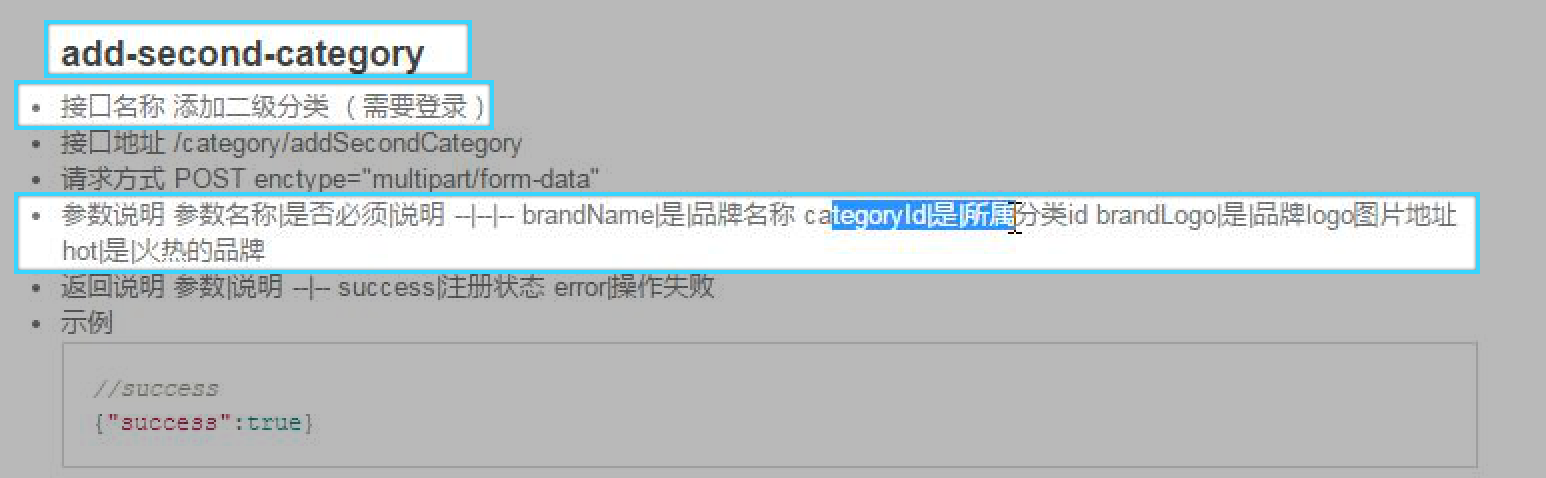 add-second-category
• 接口名称 添加二级分类 （ 需要登录 ）
• 接口地址 /category/addSecondCategory
• 请求方式 POST enctype="multipart/form-data"
• 参数说明 参数名称|是否必须|说明 --|--|-- brandName|是|品牌名称 categoryId|是|所属分类id brandLogo|是|品牌logo图片地址
hot|是|火热的品牌
• 返回说明 参数|说明 --|-- success|注册状态 error|操作失败
• 示例
//success
{"success":true}